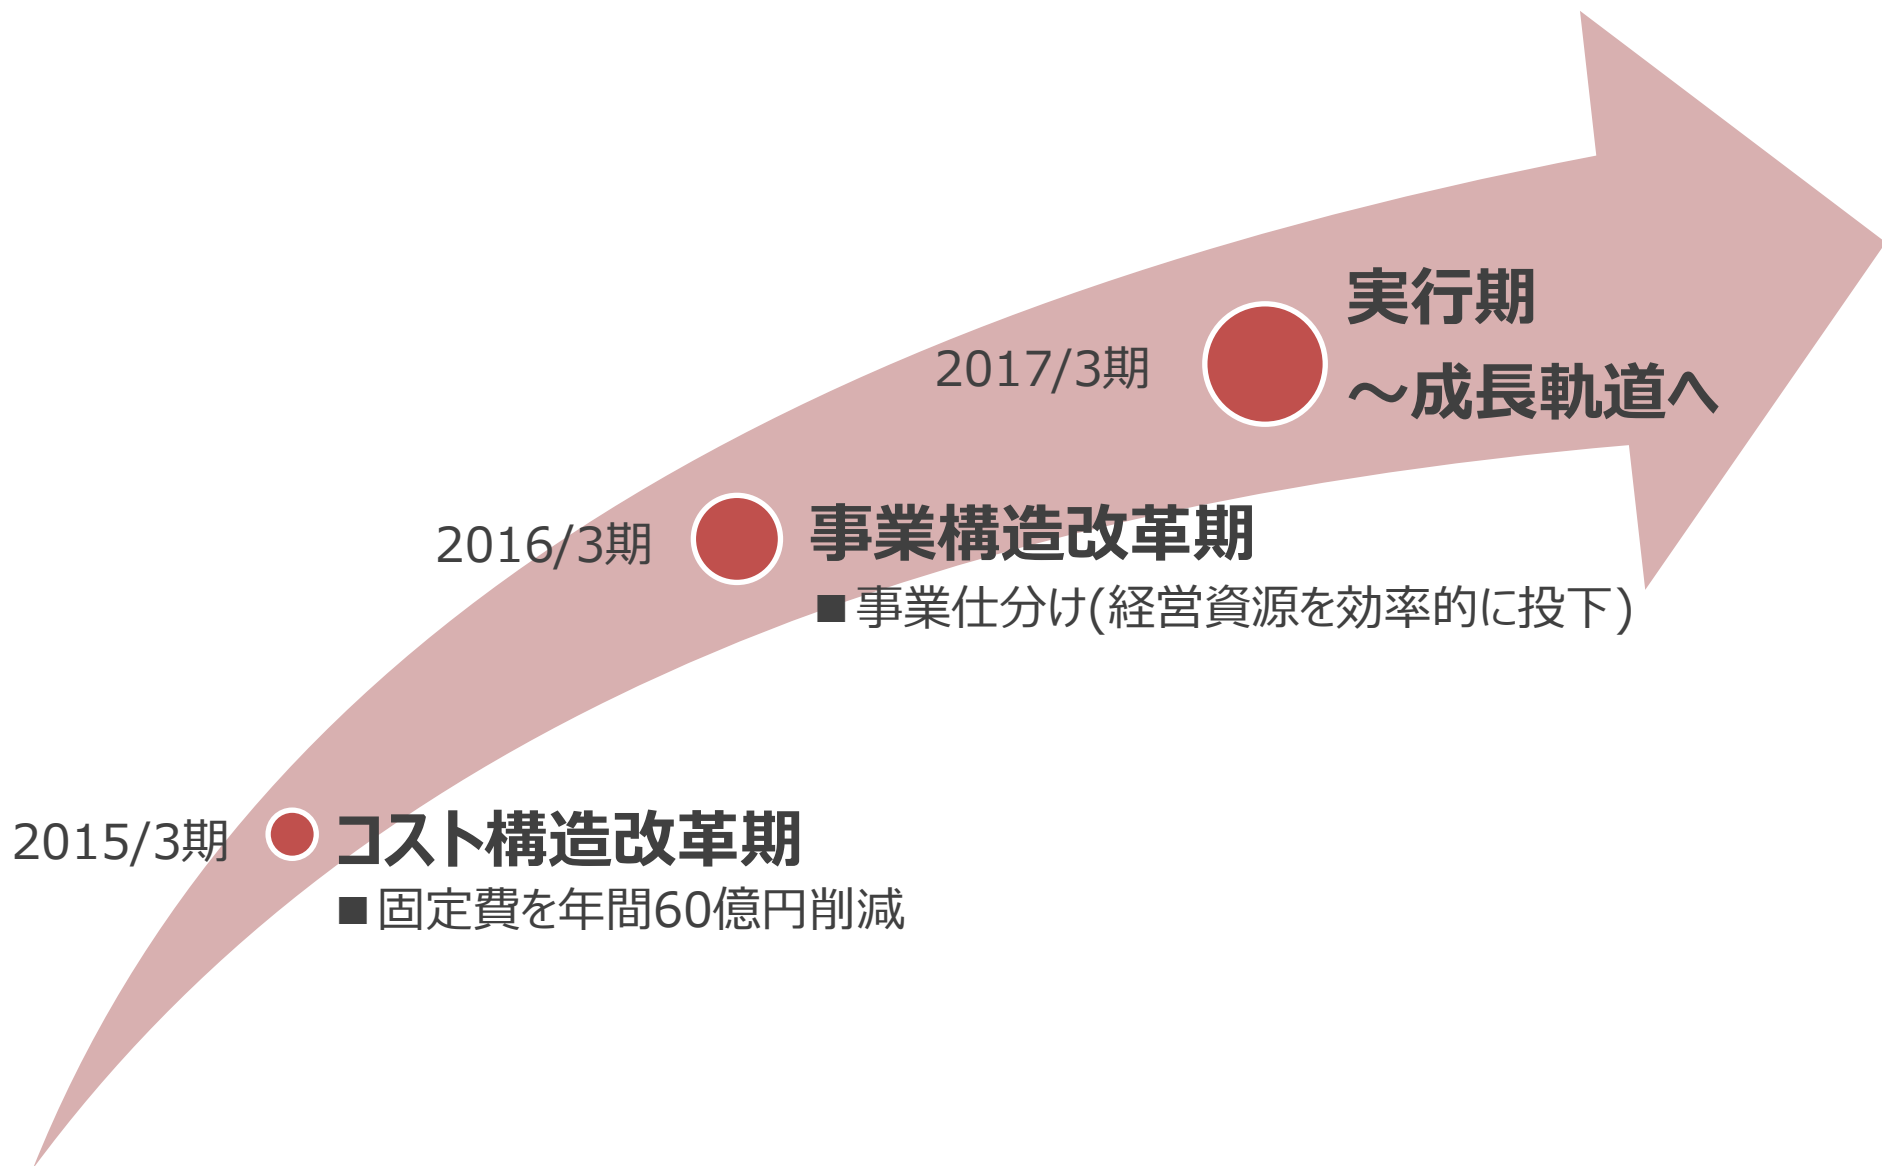 実行期
2017/3期
～成長軌道へ
2016/3期
事業構造改革期
■事業仕分け(経営資源を効率的に投下)
2015/3期
コスト構造改革期
■固定費を年間60億円削減